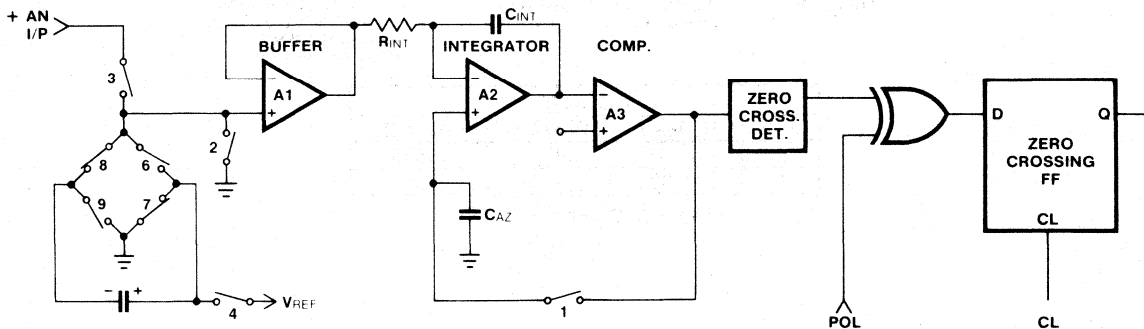 + AN
I/P
3
8
6
9
7
2
- +
4
VREF
BUFFER
- 
A1
+
RINT
CINT
INTEGRATOR
-
A2
+
CAZ
1
COMP.
-
A3
+
ZERO
CROSS.
DET.
POL
D
Q
ZERO
CROSSING
FF
CL
CL